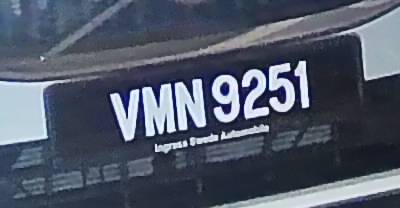 VMN 9251
Ingress Swede Automobile